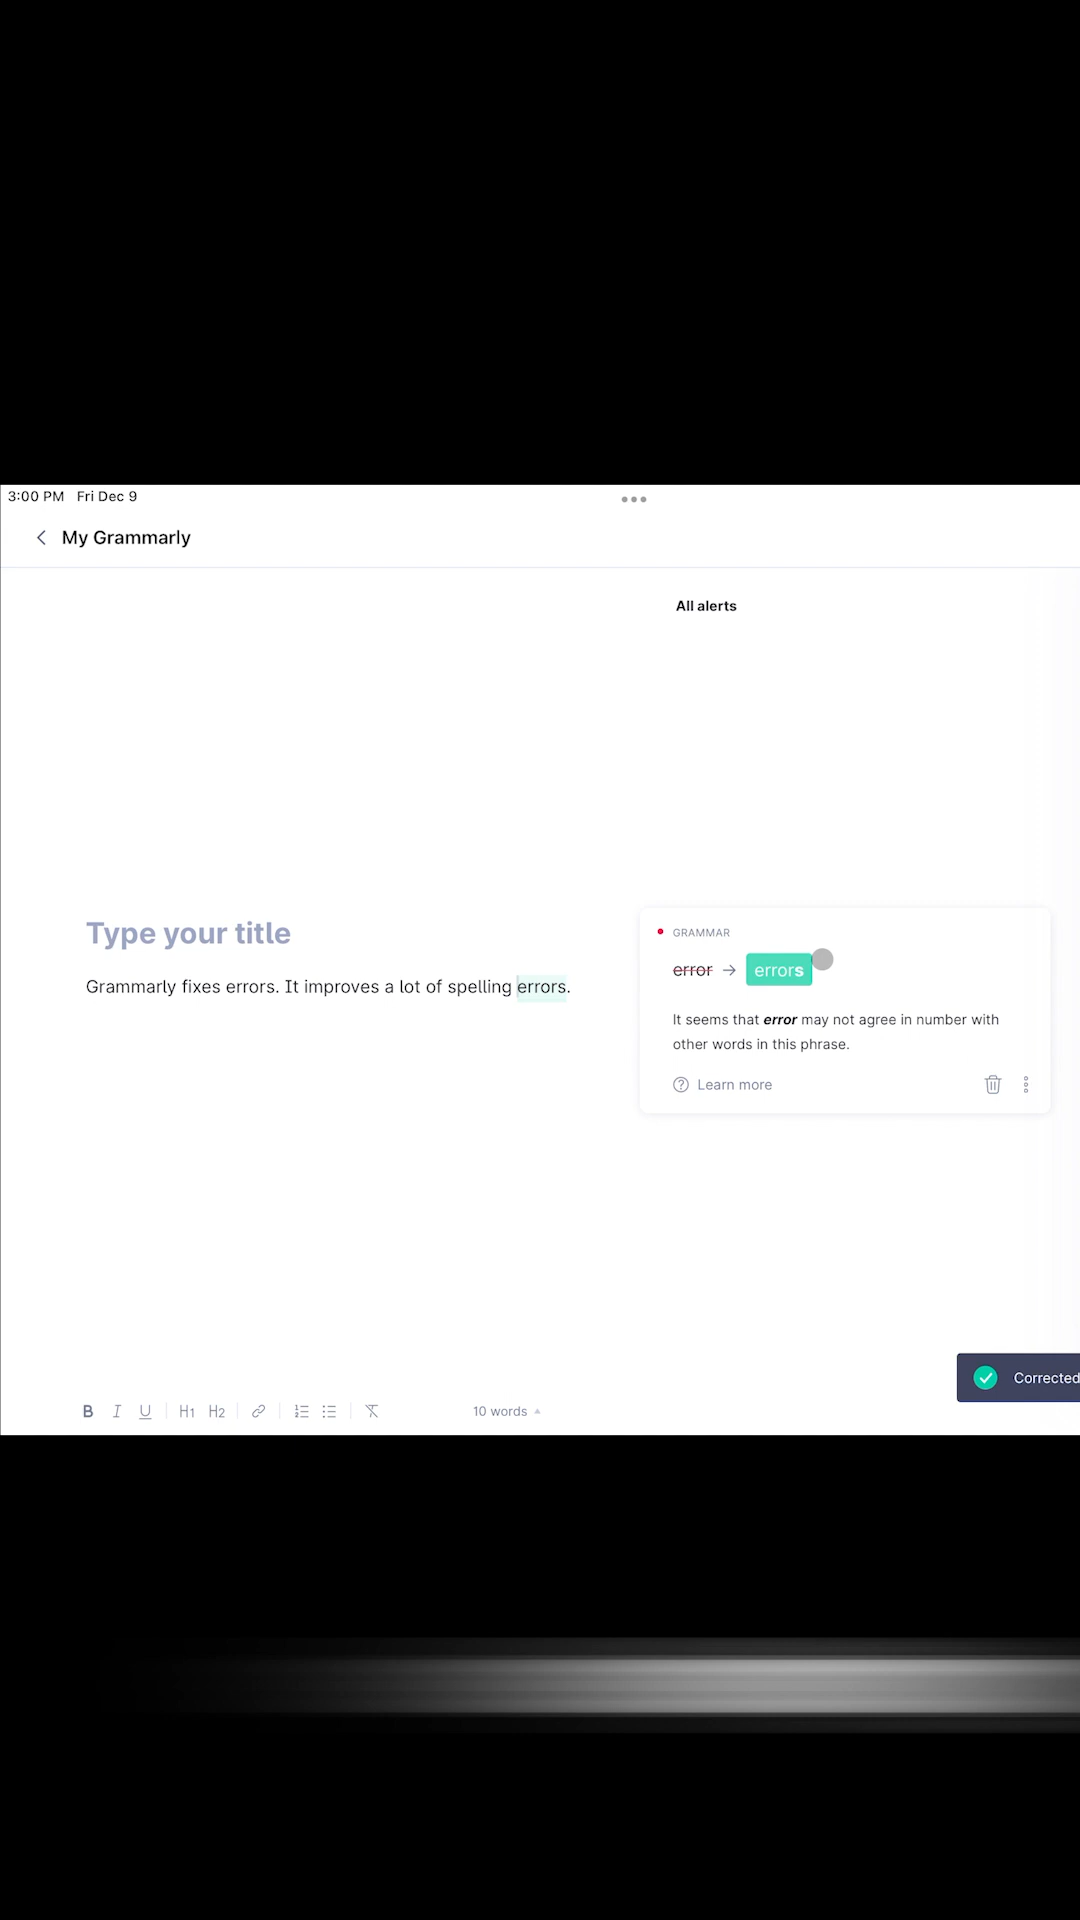 3:00 PM Fri Dec 9
My Grammarly
All alerts
Type your title
Grammarly fixes errors. It improves a lot of spelling errors.
GRAMMAR
error → errors
It seems that error may not agree in number with
other words in this phrase.
Learn more
Corrected
B I U H1 H2 10 words